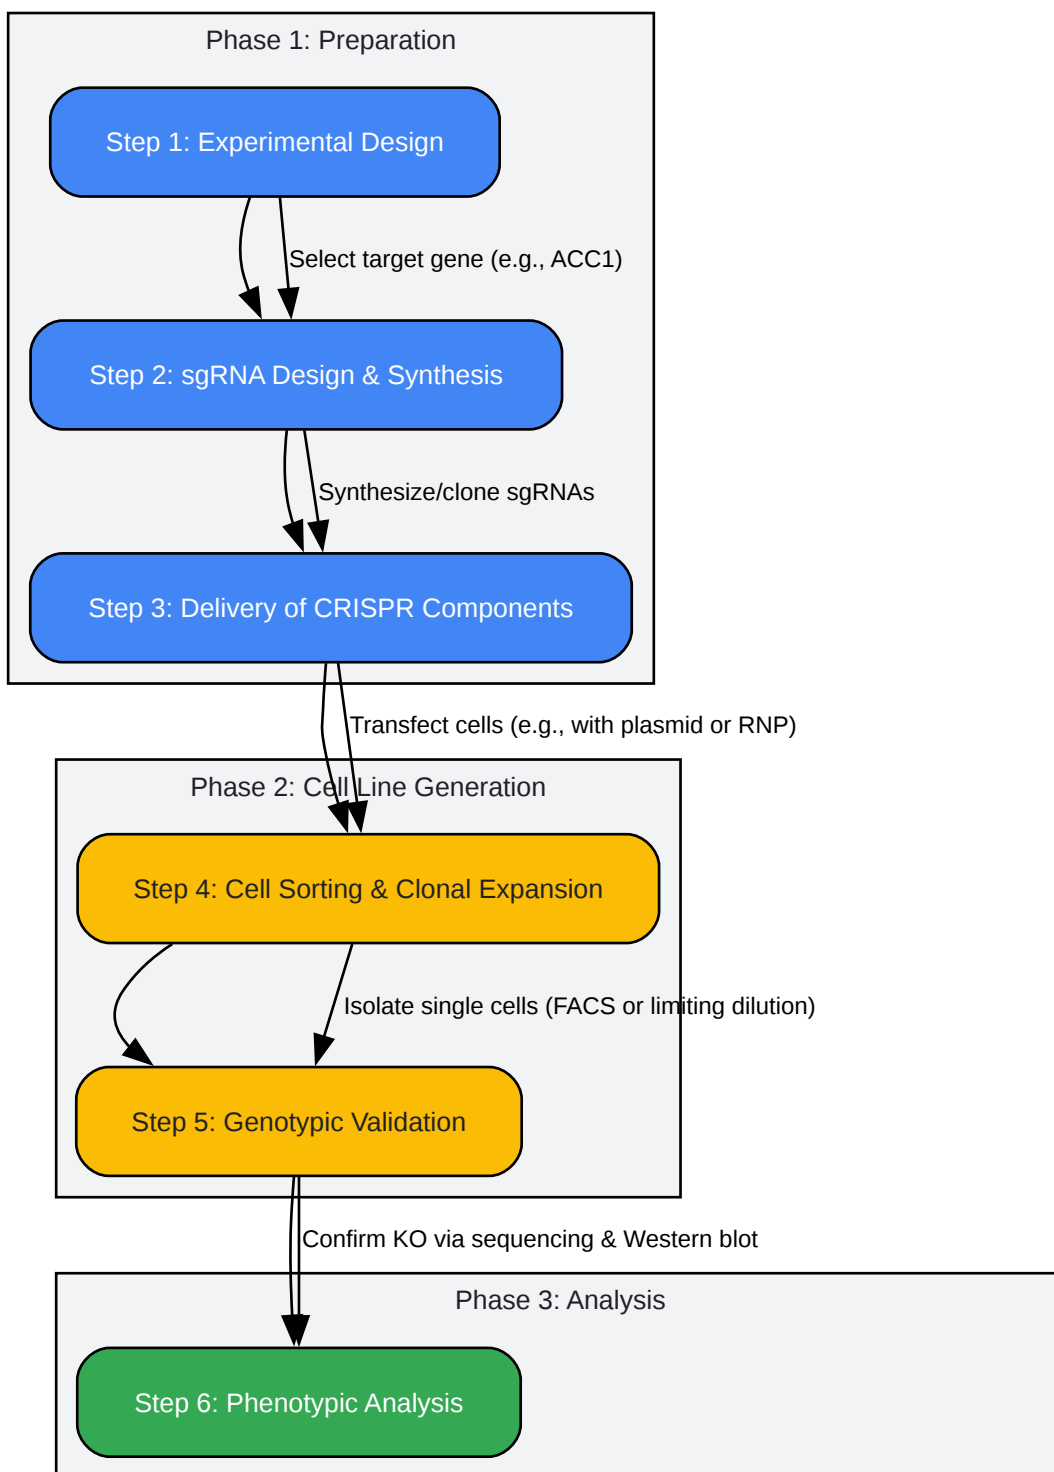 Phase 1: Preparation
Step 1: Experimental Design
Select target gene (e.g., ACC1)
Step 2: sgRNA Design & Synthesis
Synthesize/clone sgRNAs
Step 3: Delivery of CRISPR Components
Transfect cells (e.g., with plasmid or RNP)
Phase 2: Cell Line Generation
Step 4: Cell Sorting & Clonal Expansion
Isolate single cells (FACS or limiting dilution)
Step 5: Genotypic Validation
Confirm KO via sequencing & Western blot
Phase 3: Analysis
Step 6: Phenotypic Analysis